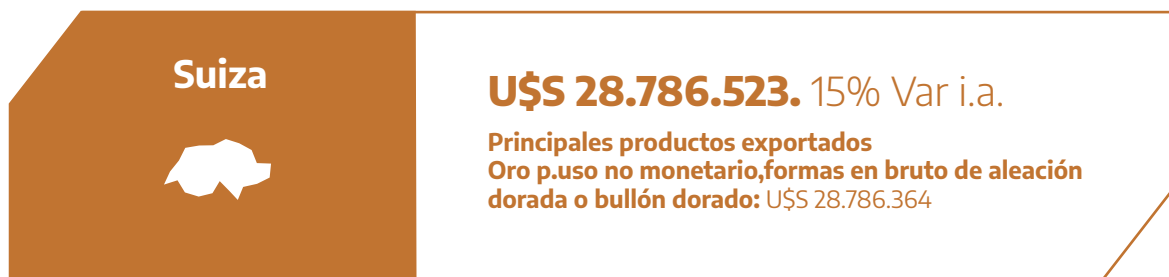 Suiza
U$S 28.786.523. 15% Var i.a.
Principales productos exportados
Oro p.uso no monetario,formas en bruto de aleación
dorada o bullón dorado: U$S 28.786.364